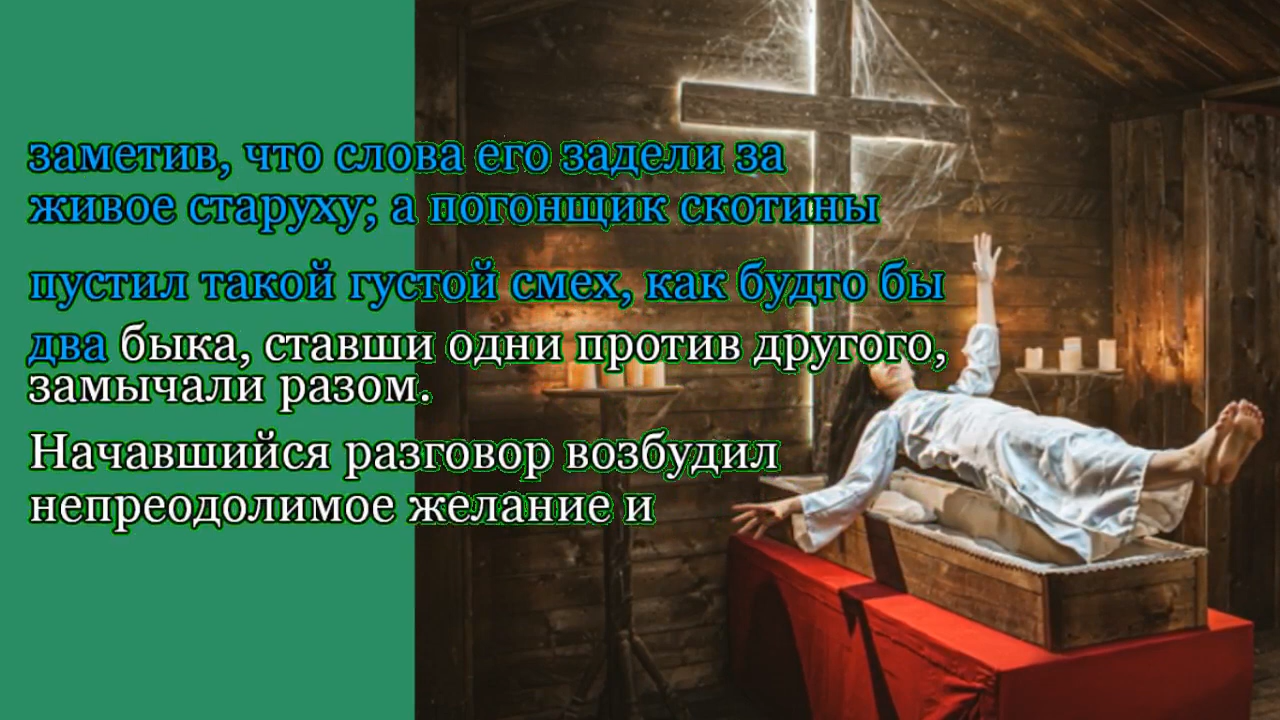 заметив, что слова его задели за
живое старуху; а погонщик скотины
пустил такой густой смех, как будто бы
два быка, ставши одни против другого,
замычали разом.
Начавшийся разговор возбудил
непреодолимое желание и